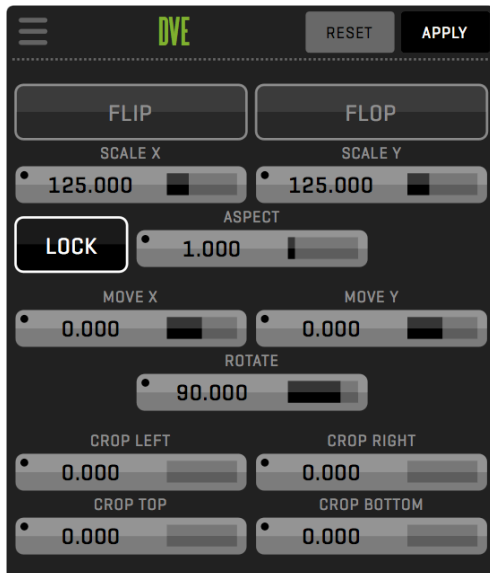 DVE RESET APPLY
FLIP FLOP
SCALE X SCALE Y
125.000 125.000
ASPECT
LOCK 1.000
MOVE X MOVE Y
0.000 0.000
ROTATE
90.000
CROP LEFT CROP RIGHT
0.000 0.000
CROP TOP CROP BOTTOM
0.000 0.000